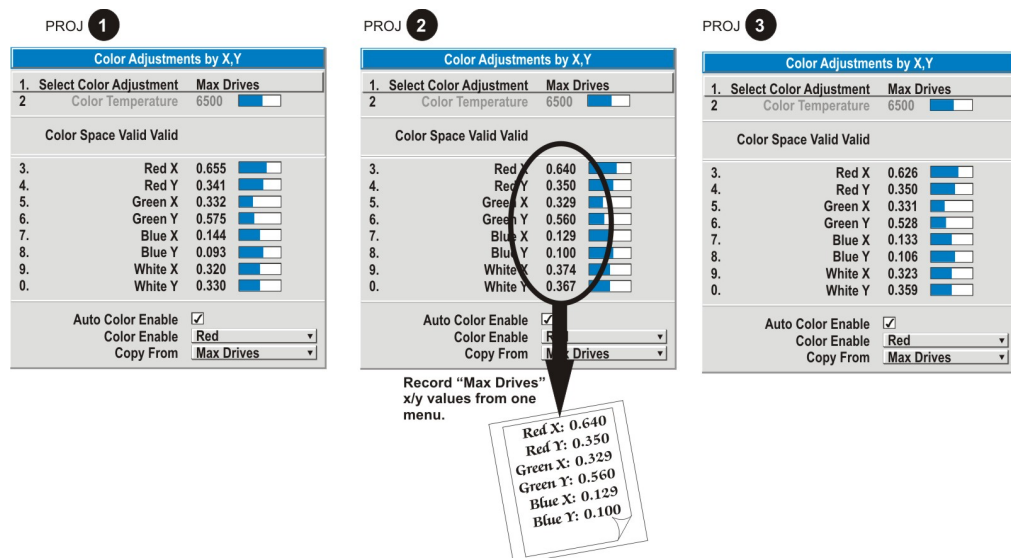 PROJ 1
Color Adjustments by X,Y
1. Select Color Adjustment Max Drives
2 Color Temperature 6500
Color Space Valid Valid
3. Red X 0.655
4. Red Y 0.341
5. Green X 0.332
6. Green Y 0.575
7. Blue X 0.144
8. Blue Y 0.093
9. White X 0.320
0. White Y 0.330
Auto Color Enable
Color Enable Red
Copy From Max Drives
PROJ 2
Color Adjustments by X,Y
1. Select Color Adjustment Max Drives
2 Color Temperature 6500
Color Space Valid Valid
3. Red X 0.640
4. Red Y 0.350
5. Green X 0.329
6. Green Y 0.560
7. Blue X 0.129
8. Blue Y 0.100
9. White X 0.374
0. White Y 0.367
Auto Color Enable
Color Enable Red
Copy From Max Drives
Record “Max Drives”
x/y values from one
menu.
Red X: 0.640
Red Y: 0.350
Green X: 0.329
Green Y: 0.560
Blue X: 0.129
Blue Y: 0.100
PROJ 3
Color Adjustments by X,Y
1. Select Color Adjustment Max Drives
2 Color Temperature 6500
Color Space Valid Valid
3. Red X 0.626
4. Red Y 0.350
5. Green X 0.331
6. Green Y 0.528
7. Blue X 0.133
8. Blue Y 0.106
9. White X 0.323
0. White Y 0.359
Auto Color Enable
Color Enable Red
Copy From Max Drives